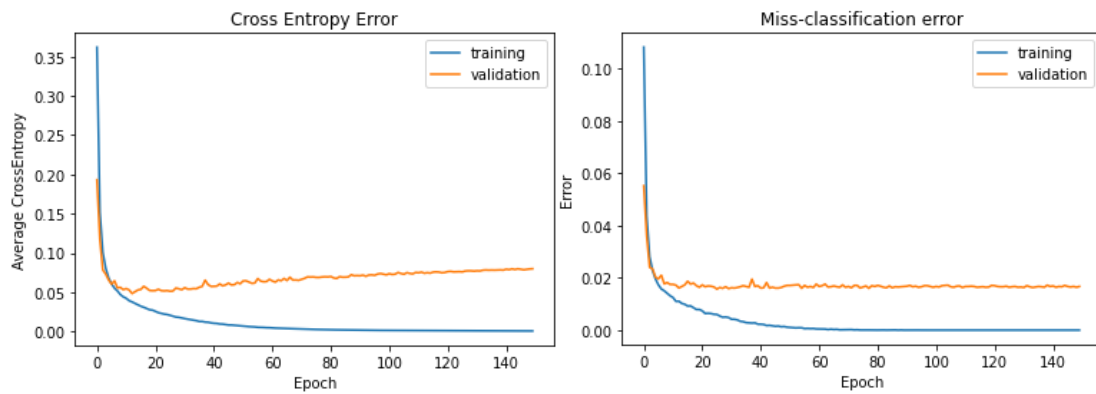 Cross Entropy Error
Average CrossEntropy
0.35
0.30
0.25
0.20
0.15
0.10
0.05
0.00
training
validation
0 20 40 60 80 100 120 140
Epoch
Miss-classification error
Error
0.10
0.08
0.06
0.04
0.02
0.00
training
validation
0 20 40 60 80 100 120 140
Epoch